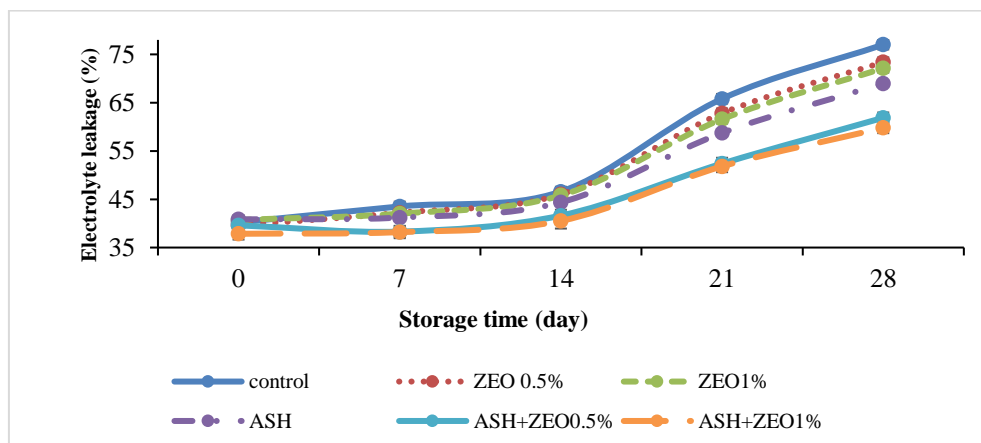 Electrolyte leakage (%)
75
65
55
45
35
0 7 14 21 28
Storage time (day)
control ZEO 0.5% ZEO1%
ASH ASH+ZEO0.5% ASH+ZEO1%